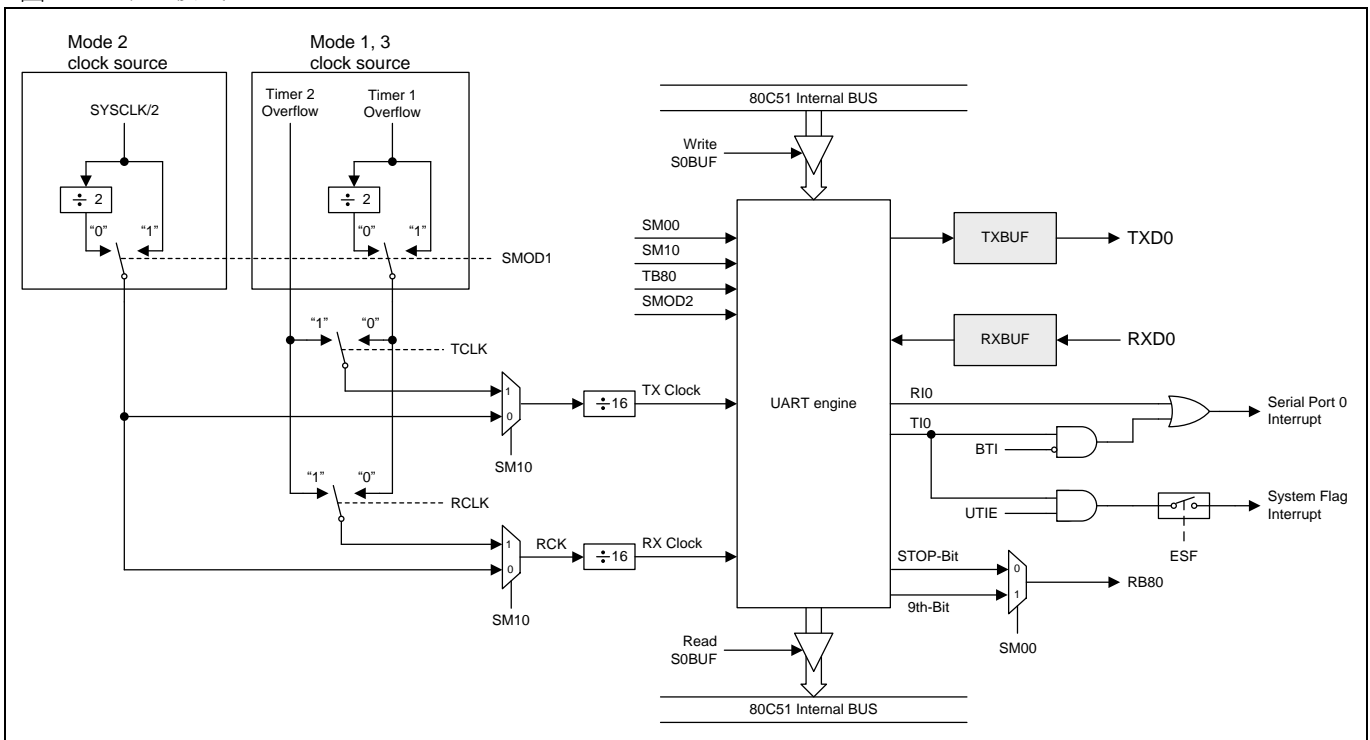 Mode 2
clock source
Mode 1, 3
clock source
SYSCLK/2
Timer 2
Overflow
Timer 1
Overflow
÷ 2
÷ 2
“0”
“1”
“0”
“1”
SMOD1
“1”
“0”
TCLK
1
0
SM10
÷16
TX Clock
“1”
“0”
RCLK
1
0
SM10
RCK
÷16
RX Clock
80C51 Internal BUS
Write
S0BUF
SM00
SM10
TB80
SMOD2
UART engine
TXBUF
TXD0
RXBUF
RXD0
RI0
TI0
BTI
Serial Port 0
Interrupt
UTIE
ESF
System Flag
Interrupt
STOP-Bit
9th-Bit
0
1
SM00
RB80
Read
S0BUF
80C51 Internal BUS